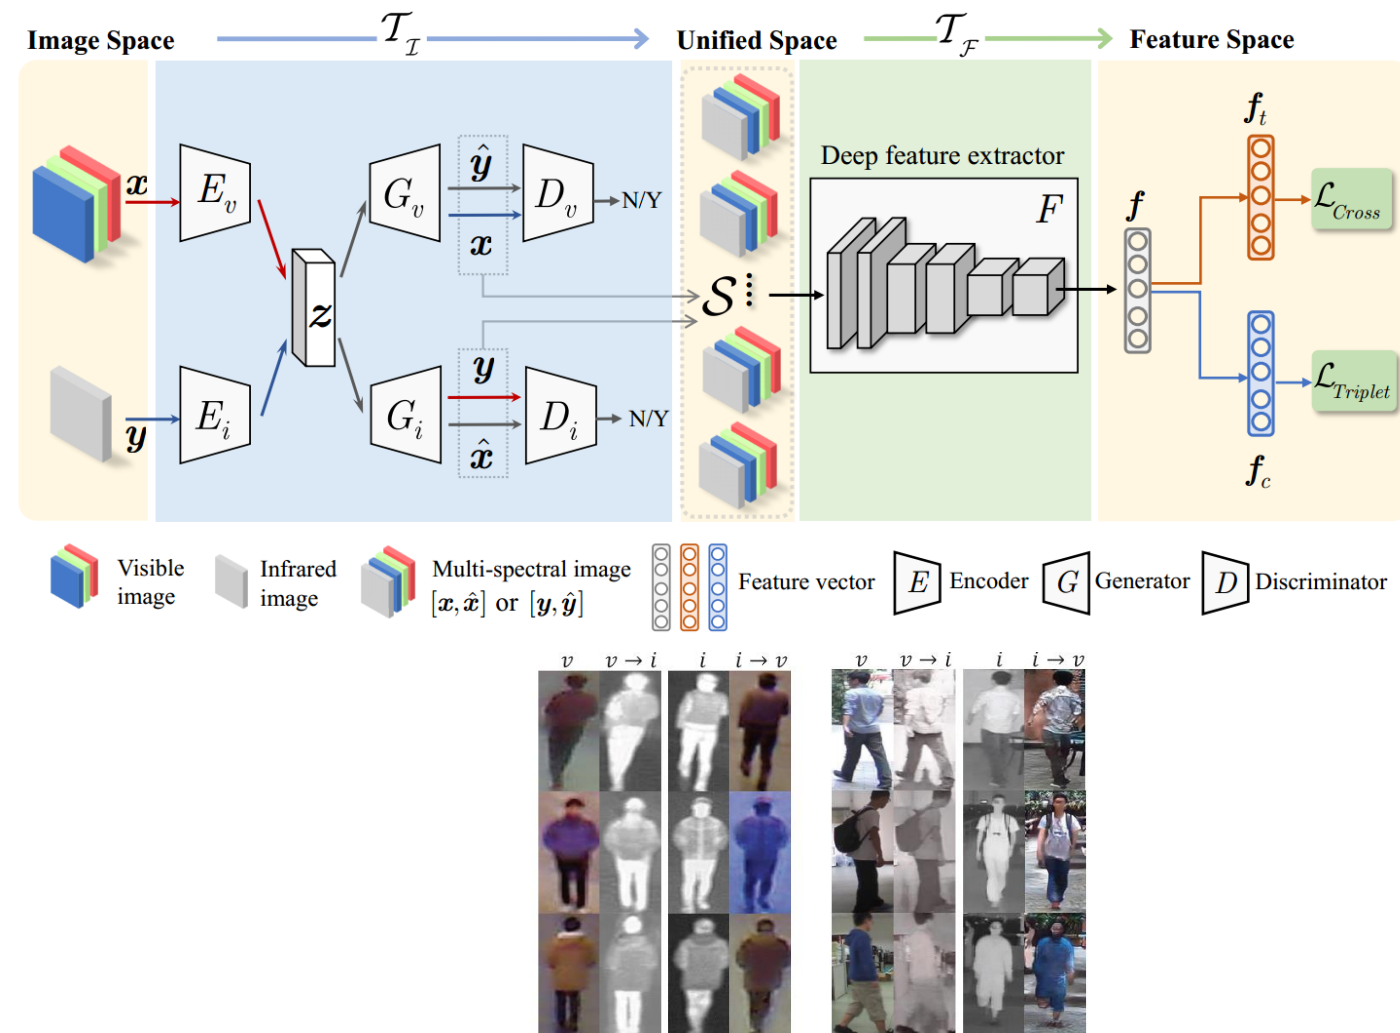 Image Space
𝒯_ℐ
Unified Space
𝒯_ℱ
Feature Space
x
E_v
G_v
ŷ
x
D_v
N/Y
z
y
E_i
G_i
y
x̂
D_i
N/Y
𝒮
Deep feature extractor
F
f
f_t
ℒ_Cross
f_c
ℒ_Triplet
Visible
image
Infrared
image
Multi-spectral image
[x, x̂] or [y, ŷ]
Feature vector
E Encoder
G Generator
D Discriminator
v v → i i i → v v v → i i i → v